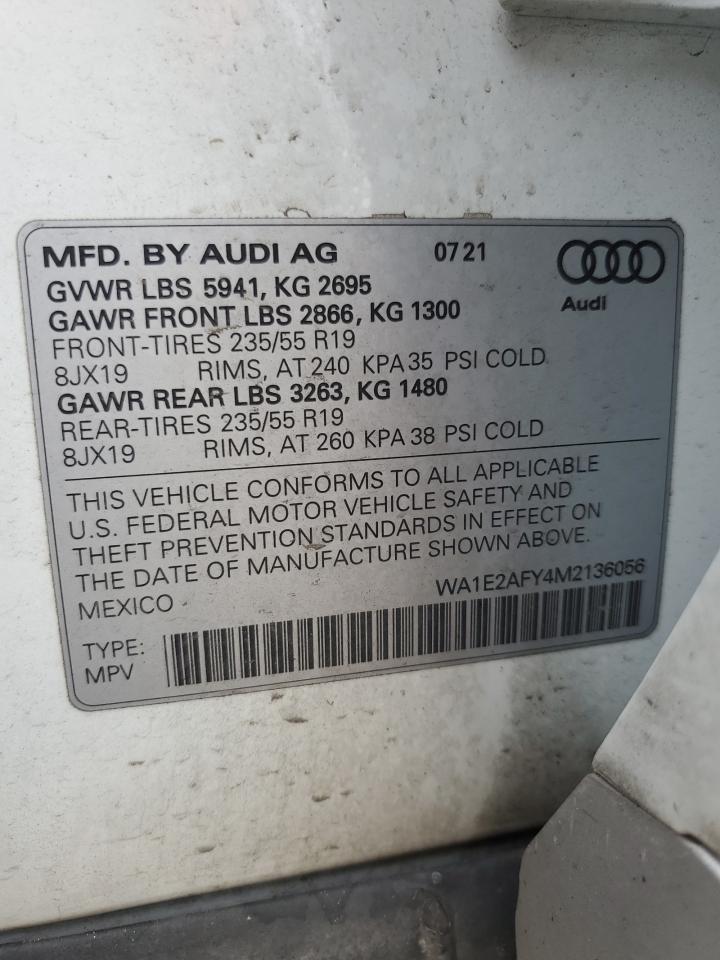 MFD. BY AUDI AG 07 21
GVWR LBS 5941, KG 2695
GAWR FRONT LBS 2866, KG 1300
FRONT-TIRES 235/55 R19
8JX19 RIMS, AT 240 KPA 35 PSI COLD
GAWR REAR LBS 3263, KG 1480
REAR-TIRES 235/55 R19
8JX19 RIMS, AT 260 KPA 38 PSI COLD
Audi
THIS VEHICLE CONFORMS TO ALL APPLICABLE
U.S. FEDERAL MOTOR VEHICLE SAFETY AND
THEFT PREVENTION STANDARDS IN EFFECT ON
THE DATE OF MANUFACTURE SHOWN ABOVE.
MEXICO WA1E2AFY4M2136056
TYPE:
MPV